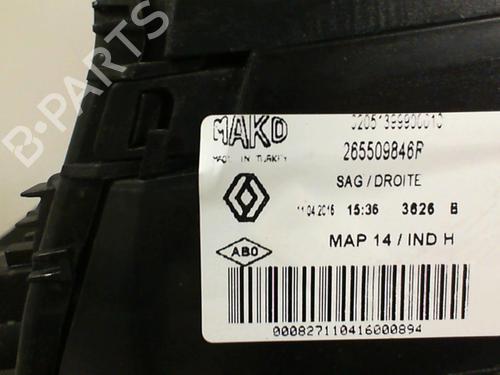 B-PARTS
MAKO
MADE IN TURKEY
0205139990001D
265509846R
SAG / DROITE
11.04.2016 15:36 3626 B
ABO
MAP 14 / IND H
000827110416000894